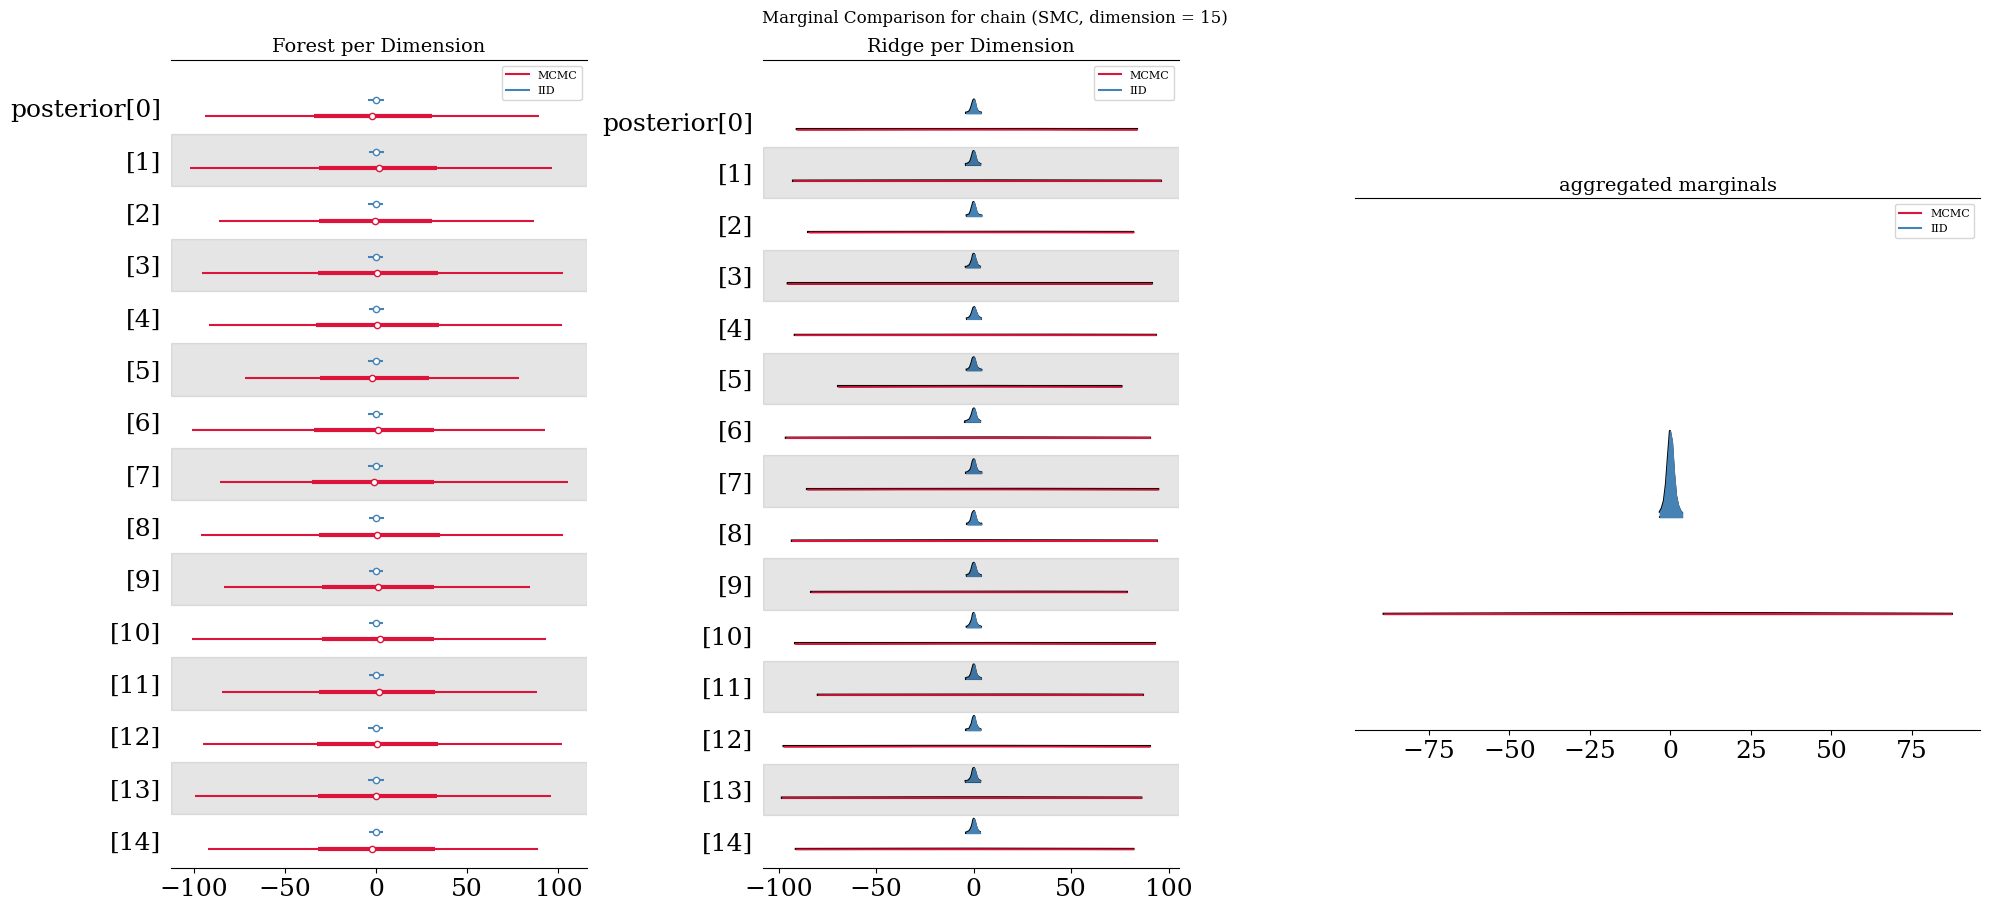 Marginal Comparison for chain (SMC, dimension = 15)
Forest per Dimension
MCMC
IID
posterior[0]
[1]
[2]
[3]
[4]
[5]
[6]
[7]
[8]
[9]
[10]
[11]
[12]
[13]
[14]
−100 −50 0 50 100
Ridge per Dimension
MCMC
IID
posterior[0]
[1]
[2]
[3]
[4]
[5]
[6]
[7]
[8]
[9]
[10]
[11]
[12]
[13]
[14]
−100 −50 0 50 100
aggregated marginals
MCMC
IID
−75 −50 −25 0 25 50 75